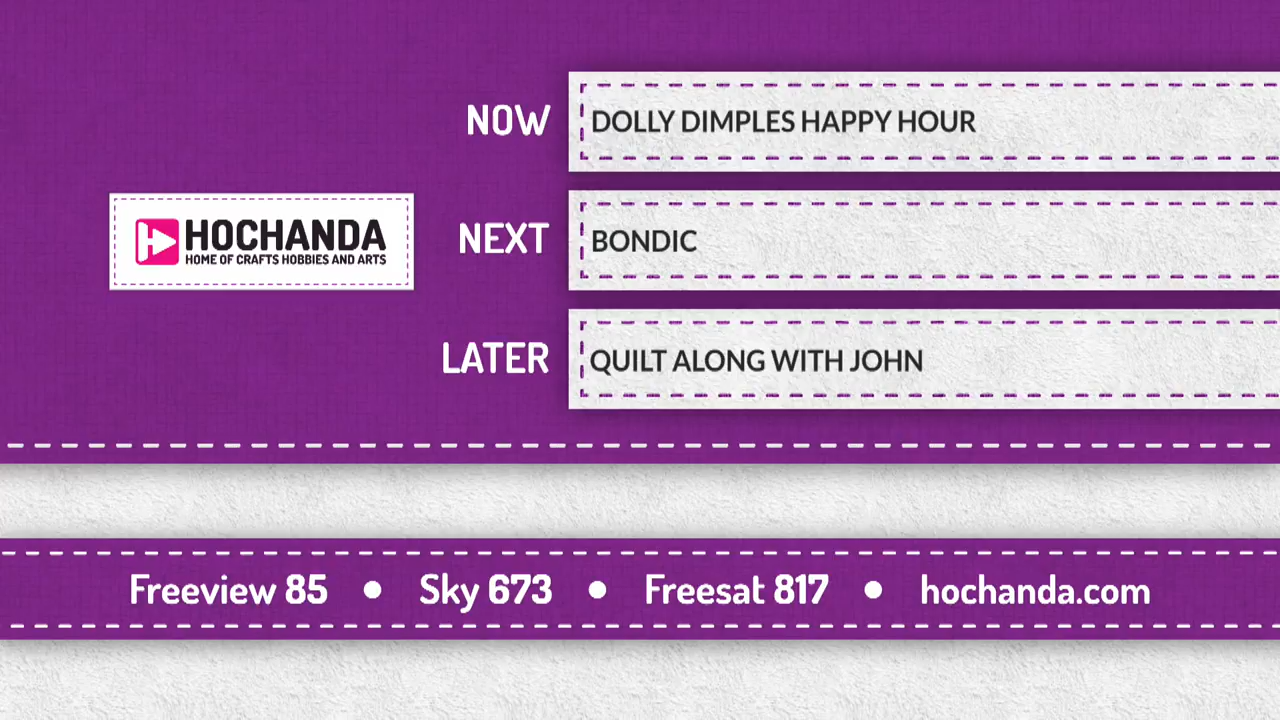 NOW
DOLLY DIMPLES HAPPY HOUR
HOCHANDA
HOME OF CRAFTS HOBBIES AND ARTS
NEXT
BONDIC
LATER
QUILT ALONG WITH JOHN
Freeview 85 • Sky 673 • Freesat 817 • hochanda.com